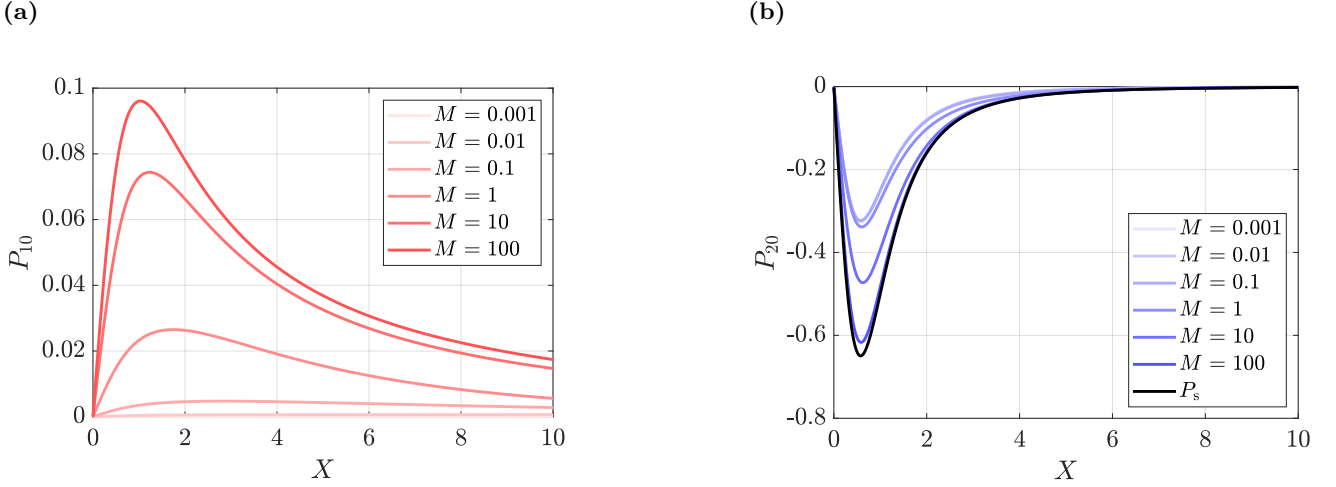 (a)
(b)
0.1
0.08
0.06
0.04
0.02
0
P₁₀
0
2
4
6
8
10
X
M = 0.001
M = 0.01
M = 0.1
M = 1
M = 10
M = 100
0
-0.2
-0.4
-0.6
-0.8
P₂₀
0
2
4
6
8
10
X
M = 0.001
M = 0.01
M = 0.1
M = 1
M = 10
M = 100
Pₛ